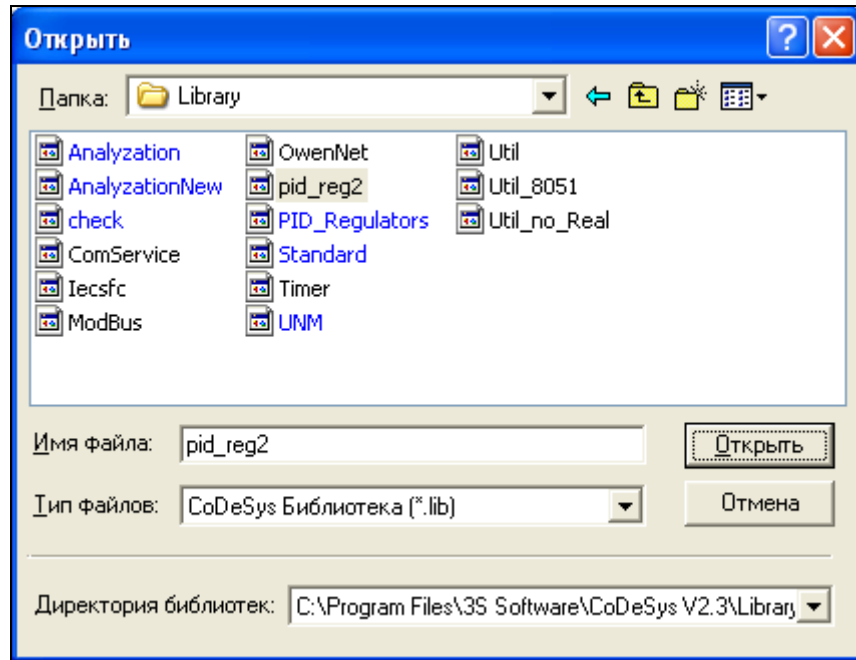 Открыть
Папка: Library
Analyzation OwenNet Util
AnalyzationNew pid_reg2 Util_8051
check PID_Regulators Util_no_Real
ComService Standard
Iecsfc Timer
ModBus UNM
Имя файла: pid_reg2 Открыть
Тип файлов: CoDeSys Библиотека (*.lib) Отмена
Директория библиотек: C:\Program Files\3S Software\CoDeSys V2.3\Library